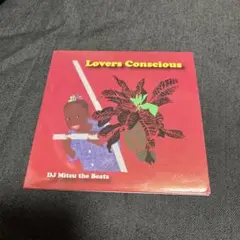 Lovers Conscious
DJ Mitsu the Beats